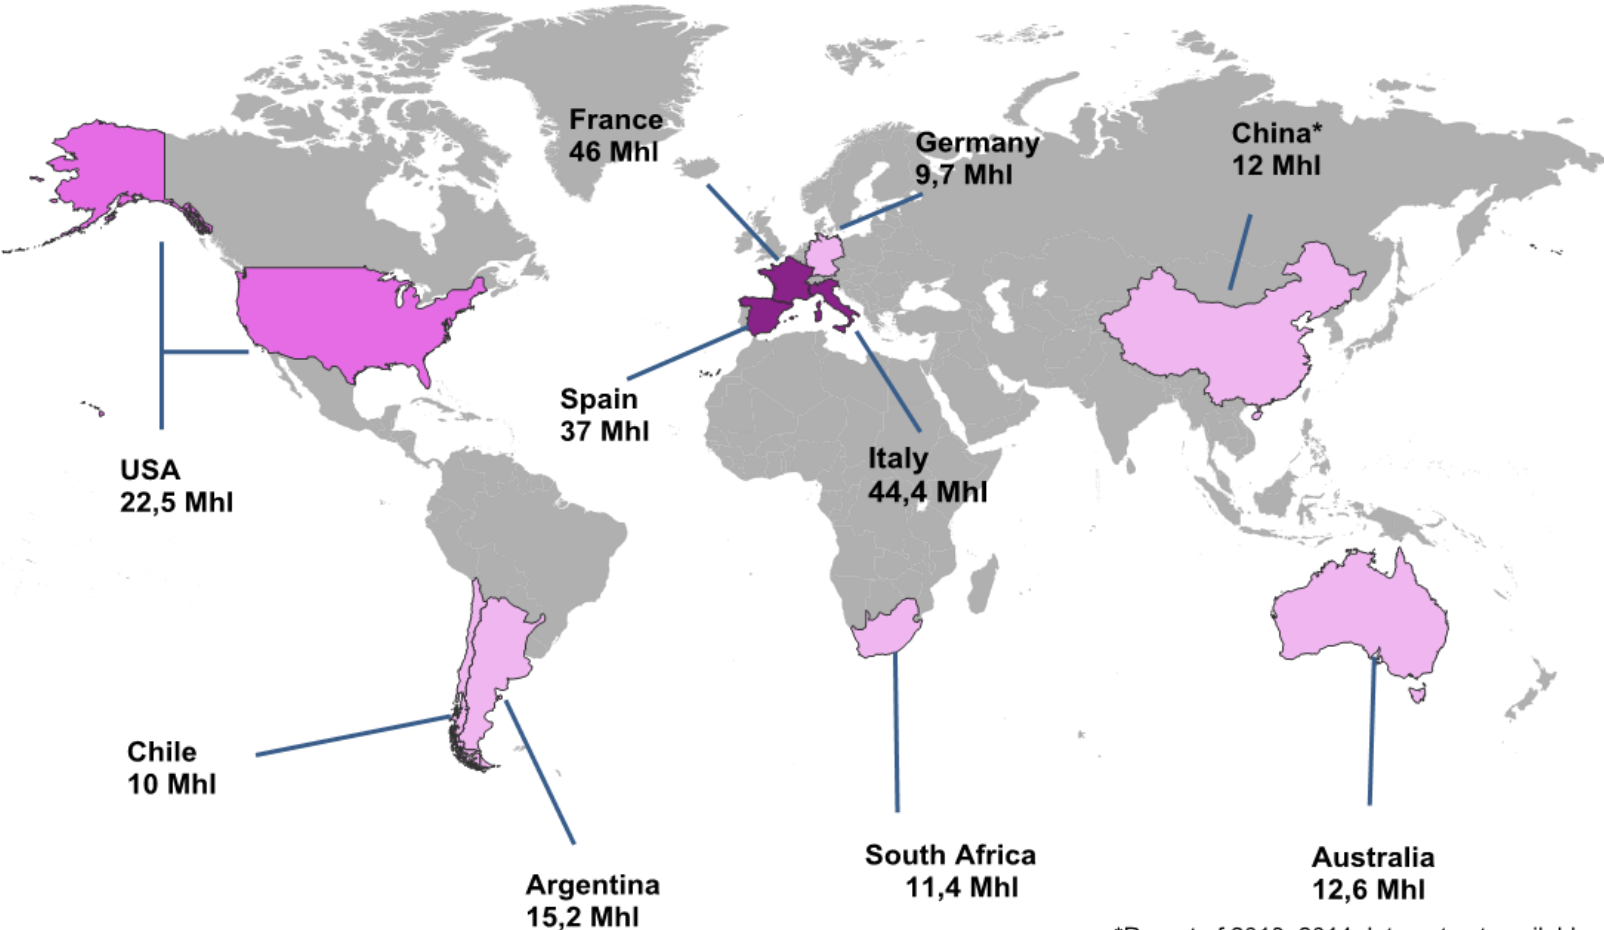 France
46 Mhl
Germany
9,7 Mhl
China*
12 Mhl
Spain
37 Mhl
Italy
44,4 Mhl
USA
22,5 Mhl
Chile
10 Mhl
Argentina
15,2 Mhl
South Africa
11,4 Mhl
Australia
12,6 Mhl